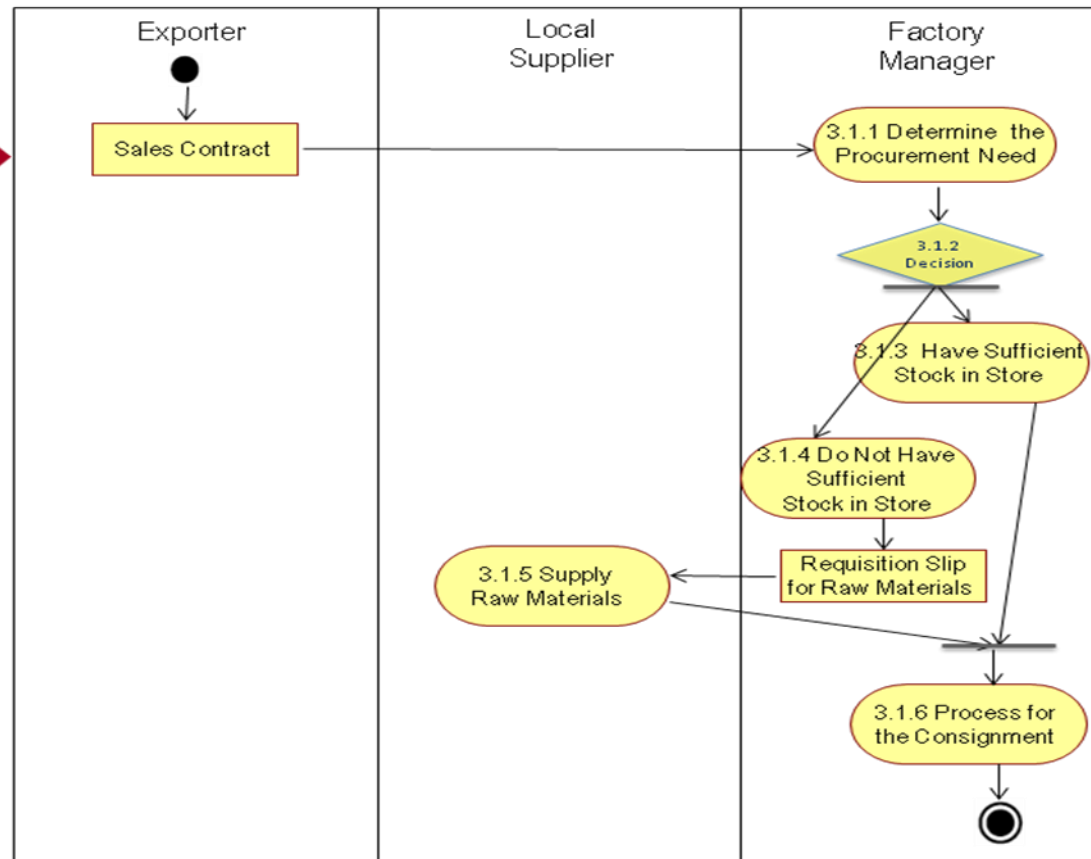 Exporter
Local
Supplier
Factory
Manager
Sales Contract
3.1.1 Determine the
Procurement Need
3.1.2
Decision
3.1.3 Have Sufficient
Stock in Store
3.1.4 Do Not Have
Sufficient
Stock in Store
3.1.5 Supply
Raw Materials
Requisition Slip
for Raw Materials
3.1.6 Process for
the Consignment